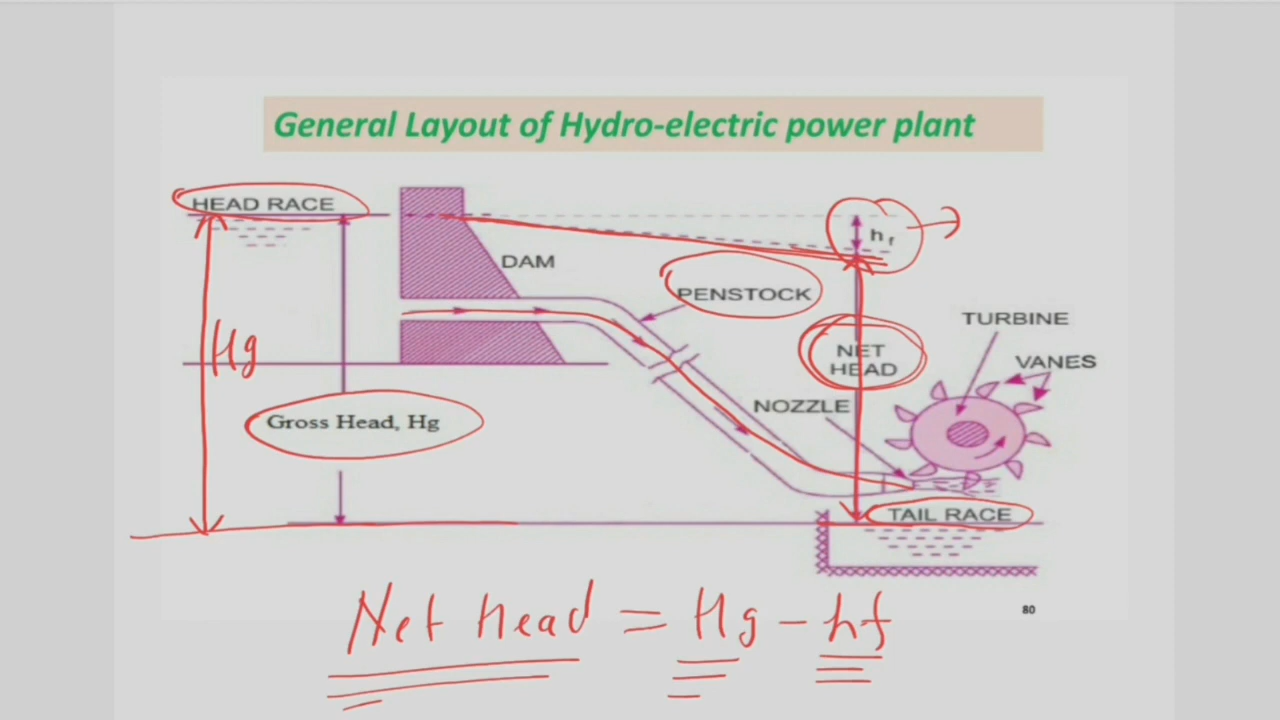 General Layout of Hydro-electric power plant
HEAD RACE
hf
DAM
PENSTOCK
TURBINE
Hg
NET
HEAD
VANES
NOZZLE
Gross Head, Hg
TAIL RACE
80
Net Head = Hg - hf